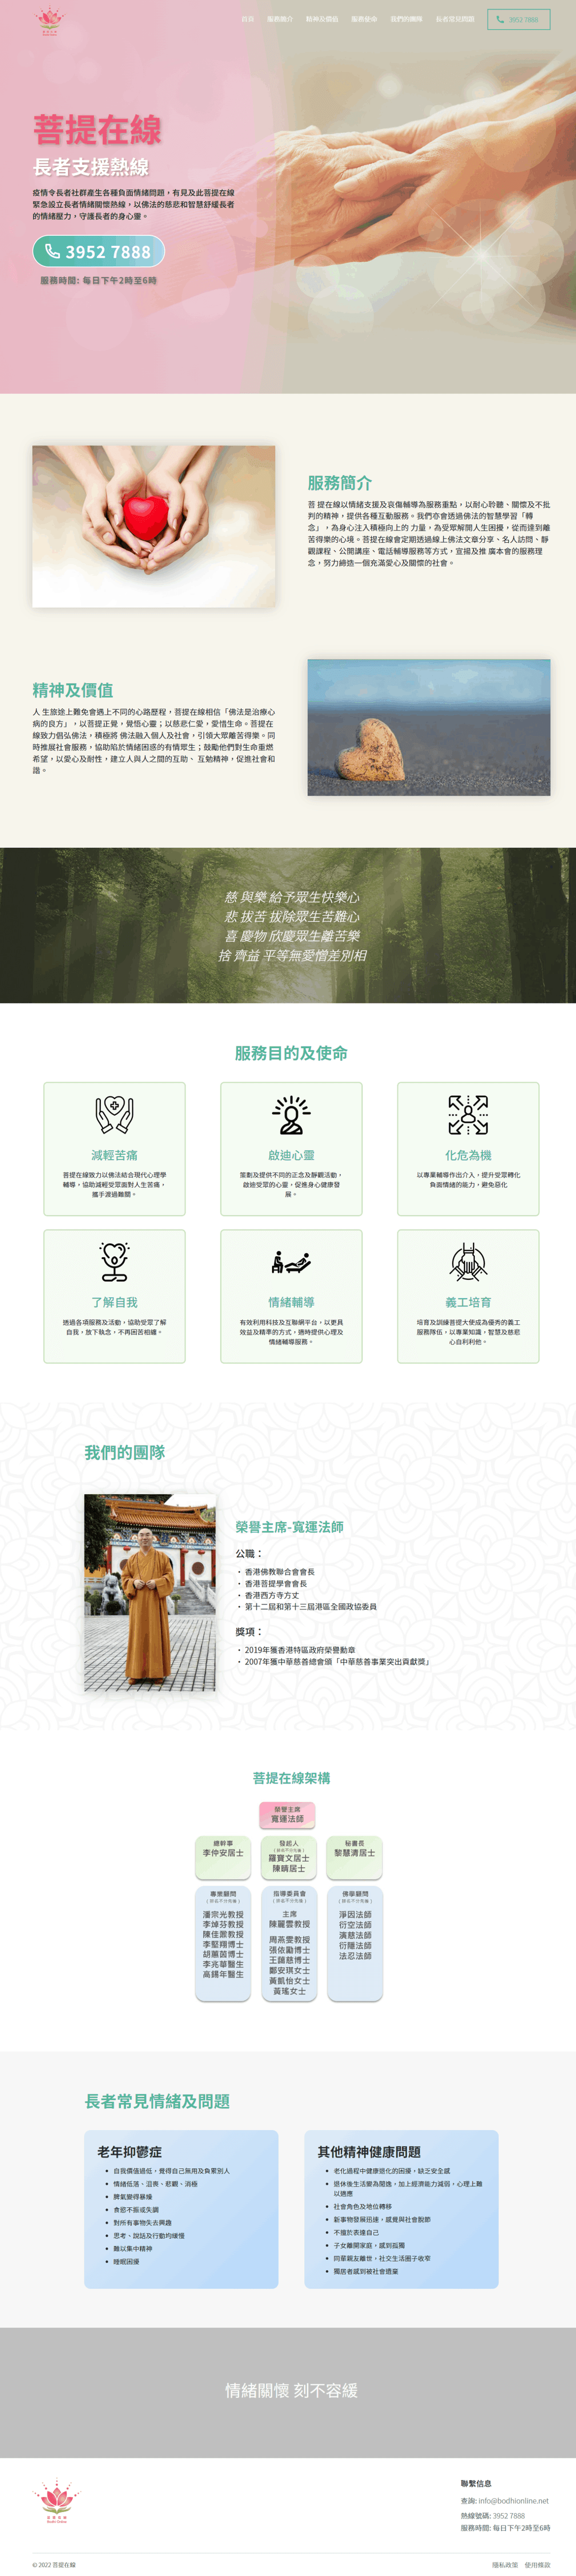 首頁 服務簡介 精神及價值 服務使命 我們的團隊 長者常見問題 3952 7888
菩提在線
長者支援熱線
疫情令長者社群產生各種負面情緒問題，有見及此菩提在線
緊急設立長者情緒關懷熱線，以佛法的慈悲和智慧舒緩長者
的情緒壓力，守護長者的身心靈。
3952 7888
服務時間: 每日下午2時至6時
服務簡介
菩 提在線以情緒支援及哀傷輔導為服務重點，以耐心聆聽、關懷及不批
判的精神，提供各種互動服務。我們亦會透過佛法的智慧學習「轉
念」，為身心注入積極向上的 力量，為受眾解開人生困擾，從而達到離
苦得樂的心境。菩提在線會定期透過線上佛法文章分享、名人訪問、靜
觀課程、公開講座、電話輔導服務等方式，宣揚及推 廣本會的服務理
念，努力締造一個充滿愛心及關懷的社會。
精神及價值
人 生旅途上難免會遇上不同的心路歷程，菩提在線相信「佛法是治療心
病的良方」，以菩提正覺，覺悟心靈；以慈悲仁愛，愛惜生命。菩提在
線致力倡弘佛法，積極將 佛法融入個人及社會，引領大眾離苦得樂。同
時推展社會服務，協助陷於情緒困惑的有情眾生；鼓勵他們對生命重燃
希望，以愛心及耐性，建立人與人之間的互助、 互勉精神，促進社會和
諧。
慈 與樂 給予眾生快樂心
悲 拔苦 拔除眾生苦難心
喜 慶物 欣慶眾生離苦樂
捨 齊益 平等無愛憎差別相
服務目的及使命
減輕苦痛
菩提在線致力以佛法結合現代心理學
輔導，協助減輕受眾面對人生苦痛，
攜手渡過難關。
啟迪心靈
策劃及提供不同的正念及靜觀活動，
啟迪受眾的心靈，促進身心健康發
展。
化危為機
以專業輔導作出介入，提升受眾轉化
負面情緒的能力，避免惡化
了解自我
透過各項服務及活動，協助受眾了解
自我，放下執念，不再困苦相纏。
情緒輔導
有效利用科技及互聯網平台，以更具
效益及精準的方式，適時提供心理及
情緒輔導服務。
義工培育
培育及訓練菩提大使成為優秀的義工
服務隊伍，以專業知識，智慧及慈悲
心自利利他。
我們的團隊
榮譽主席-寬運法師
公職：
• 香港佛教聯合會會長
• 香港菩提學會會長
• 香港西方寺方丈
• 第十二屆和第十三屆港區全國政協委員
獎項：
• 2019年獲香港特區政府榮譽勳章
• 2007年獲中華慈善總會頒「中華慈善事業突出貢獻獎」
菩提在線架構
榮譽主席
寬運法師
總幹事
李仲安居士
發起人
(排名不分先後)
羅寶文居士
陳職居士
秘書長
黎慧清居士
專業顧問
(排名不分先後)
潘宗光教授
李焯芬教授
陳佳鼐教授
李堅翔博士
胡蕙茵博士
李兆華醫生
高鏡年醫生
指導委員會
(排名不分先後)
主席
陳麗雲教授
周燕雯教授
張依勵博士
王鏑慈博士
鄭安琪女士
黃凱怡女士
黃瑤女士
佛學顧問
(排名不分先後)
淨因法師
衍空法師
演慈法師
衍隱法師
法忍法師
長者常見情緒及問題
老年抑鬱症
• 自我價值過低，覺得自己無用及負累別人
• 情緒低落、沮喪、悲觀、消極
• 脾氣變得暴燥
• 食慾不振或失調
• 對所有事物失去興趣
• 思考、說話及行動均緩慢
• 難以集中精神
• 睡眠困擾
其他精神健康問題
• 老化過程中健康退化的困擾，缺乏安全感
• 退休後生活變為閒逸，加上經濟能力減弱，心理上難
以適應
• 社會角色及地位轉移
• 新事物發展迅速，感覺與社會脫節
• 不擅於表達自己
• 子女離開家庭，感到孤獨
• 同輩親友離世，社交生活圈子收窄
• 獨居者感到被社會遺棄
情緒關懷 刻不容緩
聯繫信息
查詢: info@bodhionline.net
熱線號碼: 3952 7888
服務時間: 每日下午2時至6時
© 2022 菩提在線
隱私政策 使用條款